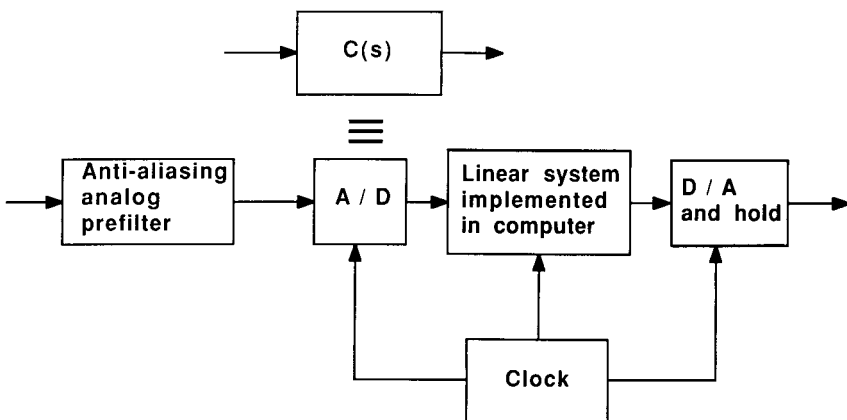 C(s)
≡
Anti-aliasing
analog
prefilter
A / D
Linear system
implemented
in computer
D / A
and hold
Clock